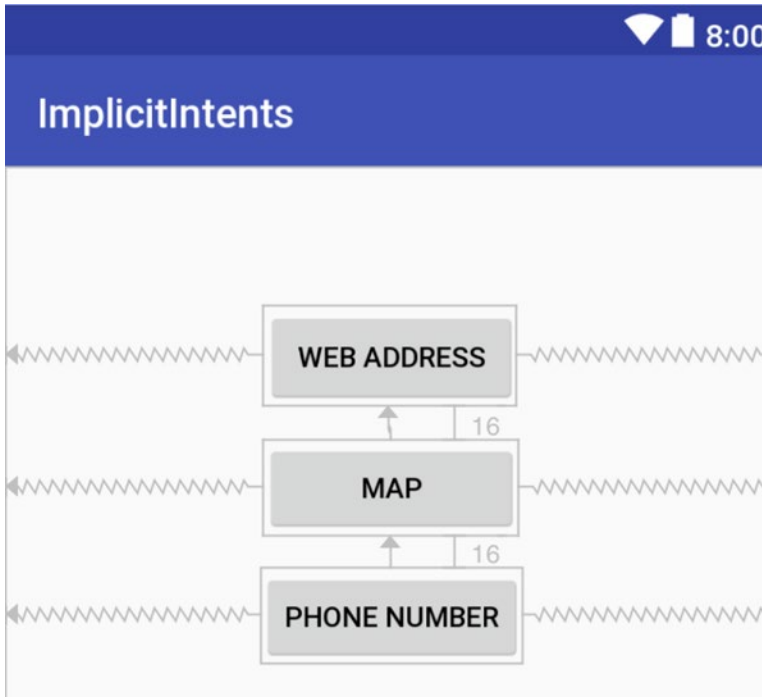 8:00
ImplicitIntents
WEB ADDRESS
16
MAP
16
PHONE NUMBER